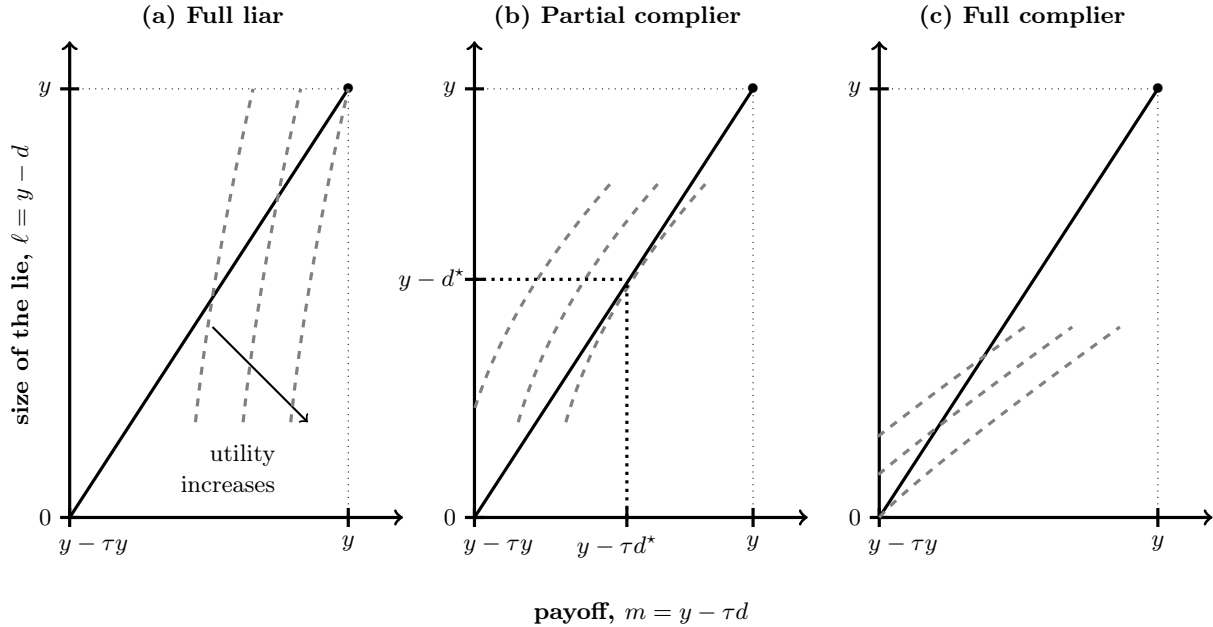 (a) Full liar
(b) Partial complier
(c) Full complier
size of the lie, ℓ = y − d
y
0
y − τy
y
utility
increases
y
y − d⋆
0
y − τy
y − τd⋆
y
y
0
y − τy
y
payoff, m = y − τd